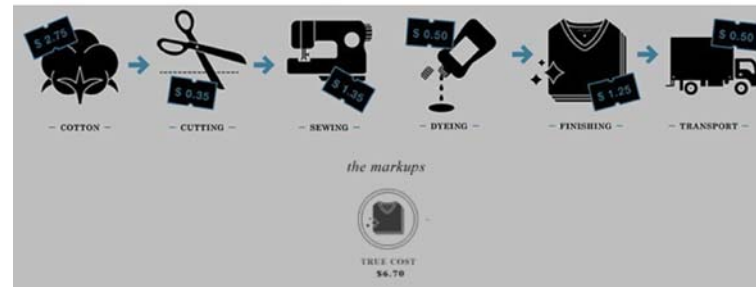 $ 2.75
$ 0.35
$ 1.35
$ 0.50
$ 1.25
$ 0.50
— COTTON —
— CUTTING —
— SEWING —
— DYEING —
— FINISHING —
— TRANSPORT —
the markups
TRUE COST
$6.70